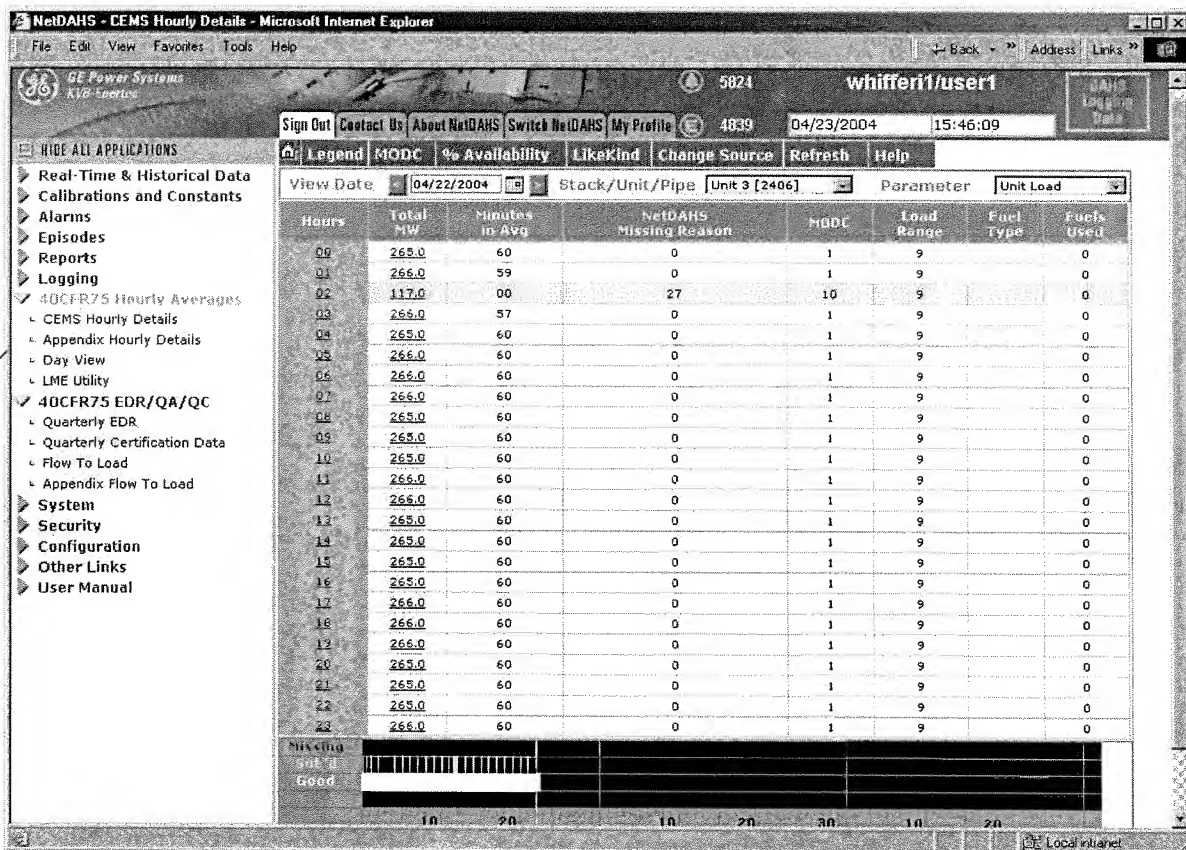 NetDAHS - CEMS Hourly Details - Microsoft Internet Explorer
File Edit View Favorites Tools Help
Back Address Links
GE Power Systems
5824 whifferi1/user1
Sign Out Contact Us About NetDAHS Switch NetDAHS My Profile 4839 04/23/2004 15:46:09
DAHS
Logging
Data
HIDE ALL APPLICATIONS
Legend MODC % Availability LikeKind Change Source Refresh Help
Real-Time & Historical Data
Calibrations and Constants
Alarms
Episodes
Reports
Logging
40CFR75 Hourly Averages
CEMS Hourly Details
Appendix Hourly Details
Day View
LME Utility
40CFR75 EDR/QA/QC
Quarterly EDR
Quarterly Certification Data
Flow To Load
Appendix Flow To Load
System
Security
Configuration
Other Links
User Manual
View Date 04/22/2004 Stack/Unit/Pipe Unit 3 [2406] Parameter Unit Load
Hours Total MW Minutes in Avg NetDAHS Missing Reason MODC Load Range Fuel Type Fuels Used
00 265.0 60 0 1 9 0
01 266.0 59 0 1 9 0
02 117.0 00 27 10 9 0
03 266.0 57 0 1 9 0
04 265.0 60 0 1 9 0
05 266.0 60 0 1 9 0
06 266.0 60 0 1 9 0
07 266.0 60 0 1 9 0
08 265.0 60 0 1 9 0
09 265.0 60 0 1 9 0
10 265.0 60 0 1 9 0
11 266.0 60 0 1 9 0
12 266.0 60 0 1 9 0
13 265.0 60 0 1 9 0
14 265.0 60 0 1 9 0
15 265.0 60 0 1 9 0
16 265.0 60 0 1 9 0
17 266.0 60 0 1 9 0
18 266.0 60 0 1 9 0
19 265.0 60 0 1 9 0
20 265.0 60 0 1 9 0
21 265.0 60 0 1 9 0
22 265.0 60 0 1 9 0
23 266.0 60 0 1 9 0
Missing
Good
10 20 10 20 30 10 20
Local intranet